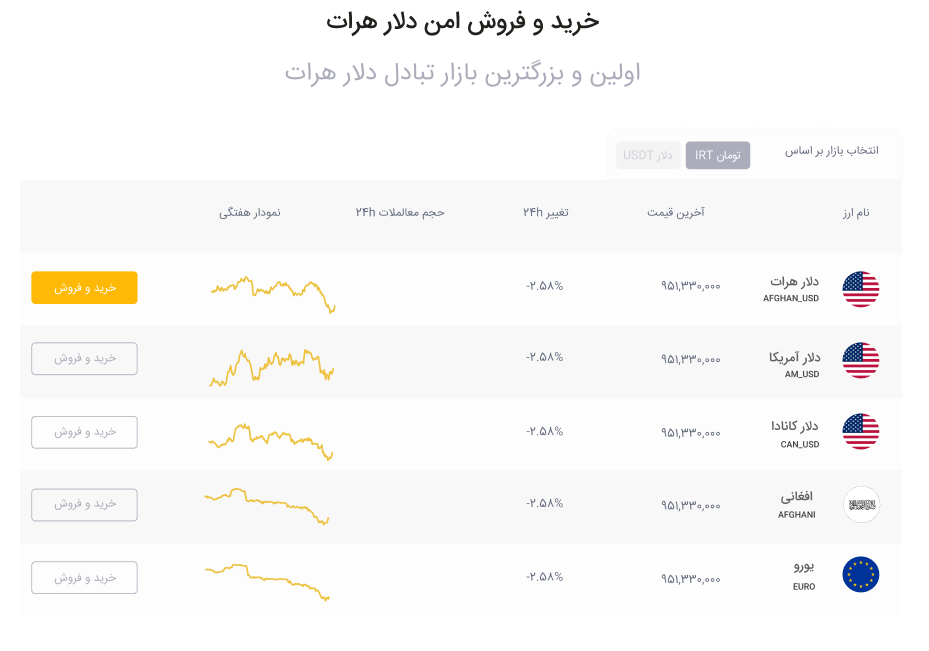 خرید و فروش امن دلار هرات
اولین و بزرگترین بازار تبادل دلار هرات
انتخاب بازار بر اساس
تومان IRT
دلار USDT
نام ارز
آخرین قیمت
تغییر ۲۴h
حجم معالملات ۲۴h
نمودار هفتگی
دلار هرات
AFGHAN_USD
۹۵۱,۳۳۰,۰۰۰
-۲.۵۸%
خرید و فروش
دلار آمریکا
AM_USD
۹۵۱,۳۳۰,۰۰۰
-۲.۵۸%
خرید و فروش
دلار کانادا
CAN_USD
۹۵۱,۳۳۰,۰۰۰
-۲.۵۸%
خرید و فروش
افغانی
AFGHANI
۹۵۱,۳۳۰,۰۰۰
-۲.۵۸%
خرید و فروش
یورو
EURO
۹۵۱,۳۳۰,۰۰۰
-۲.۵۸%
خرید و فروش